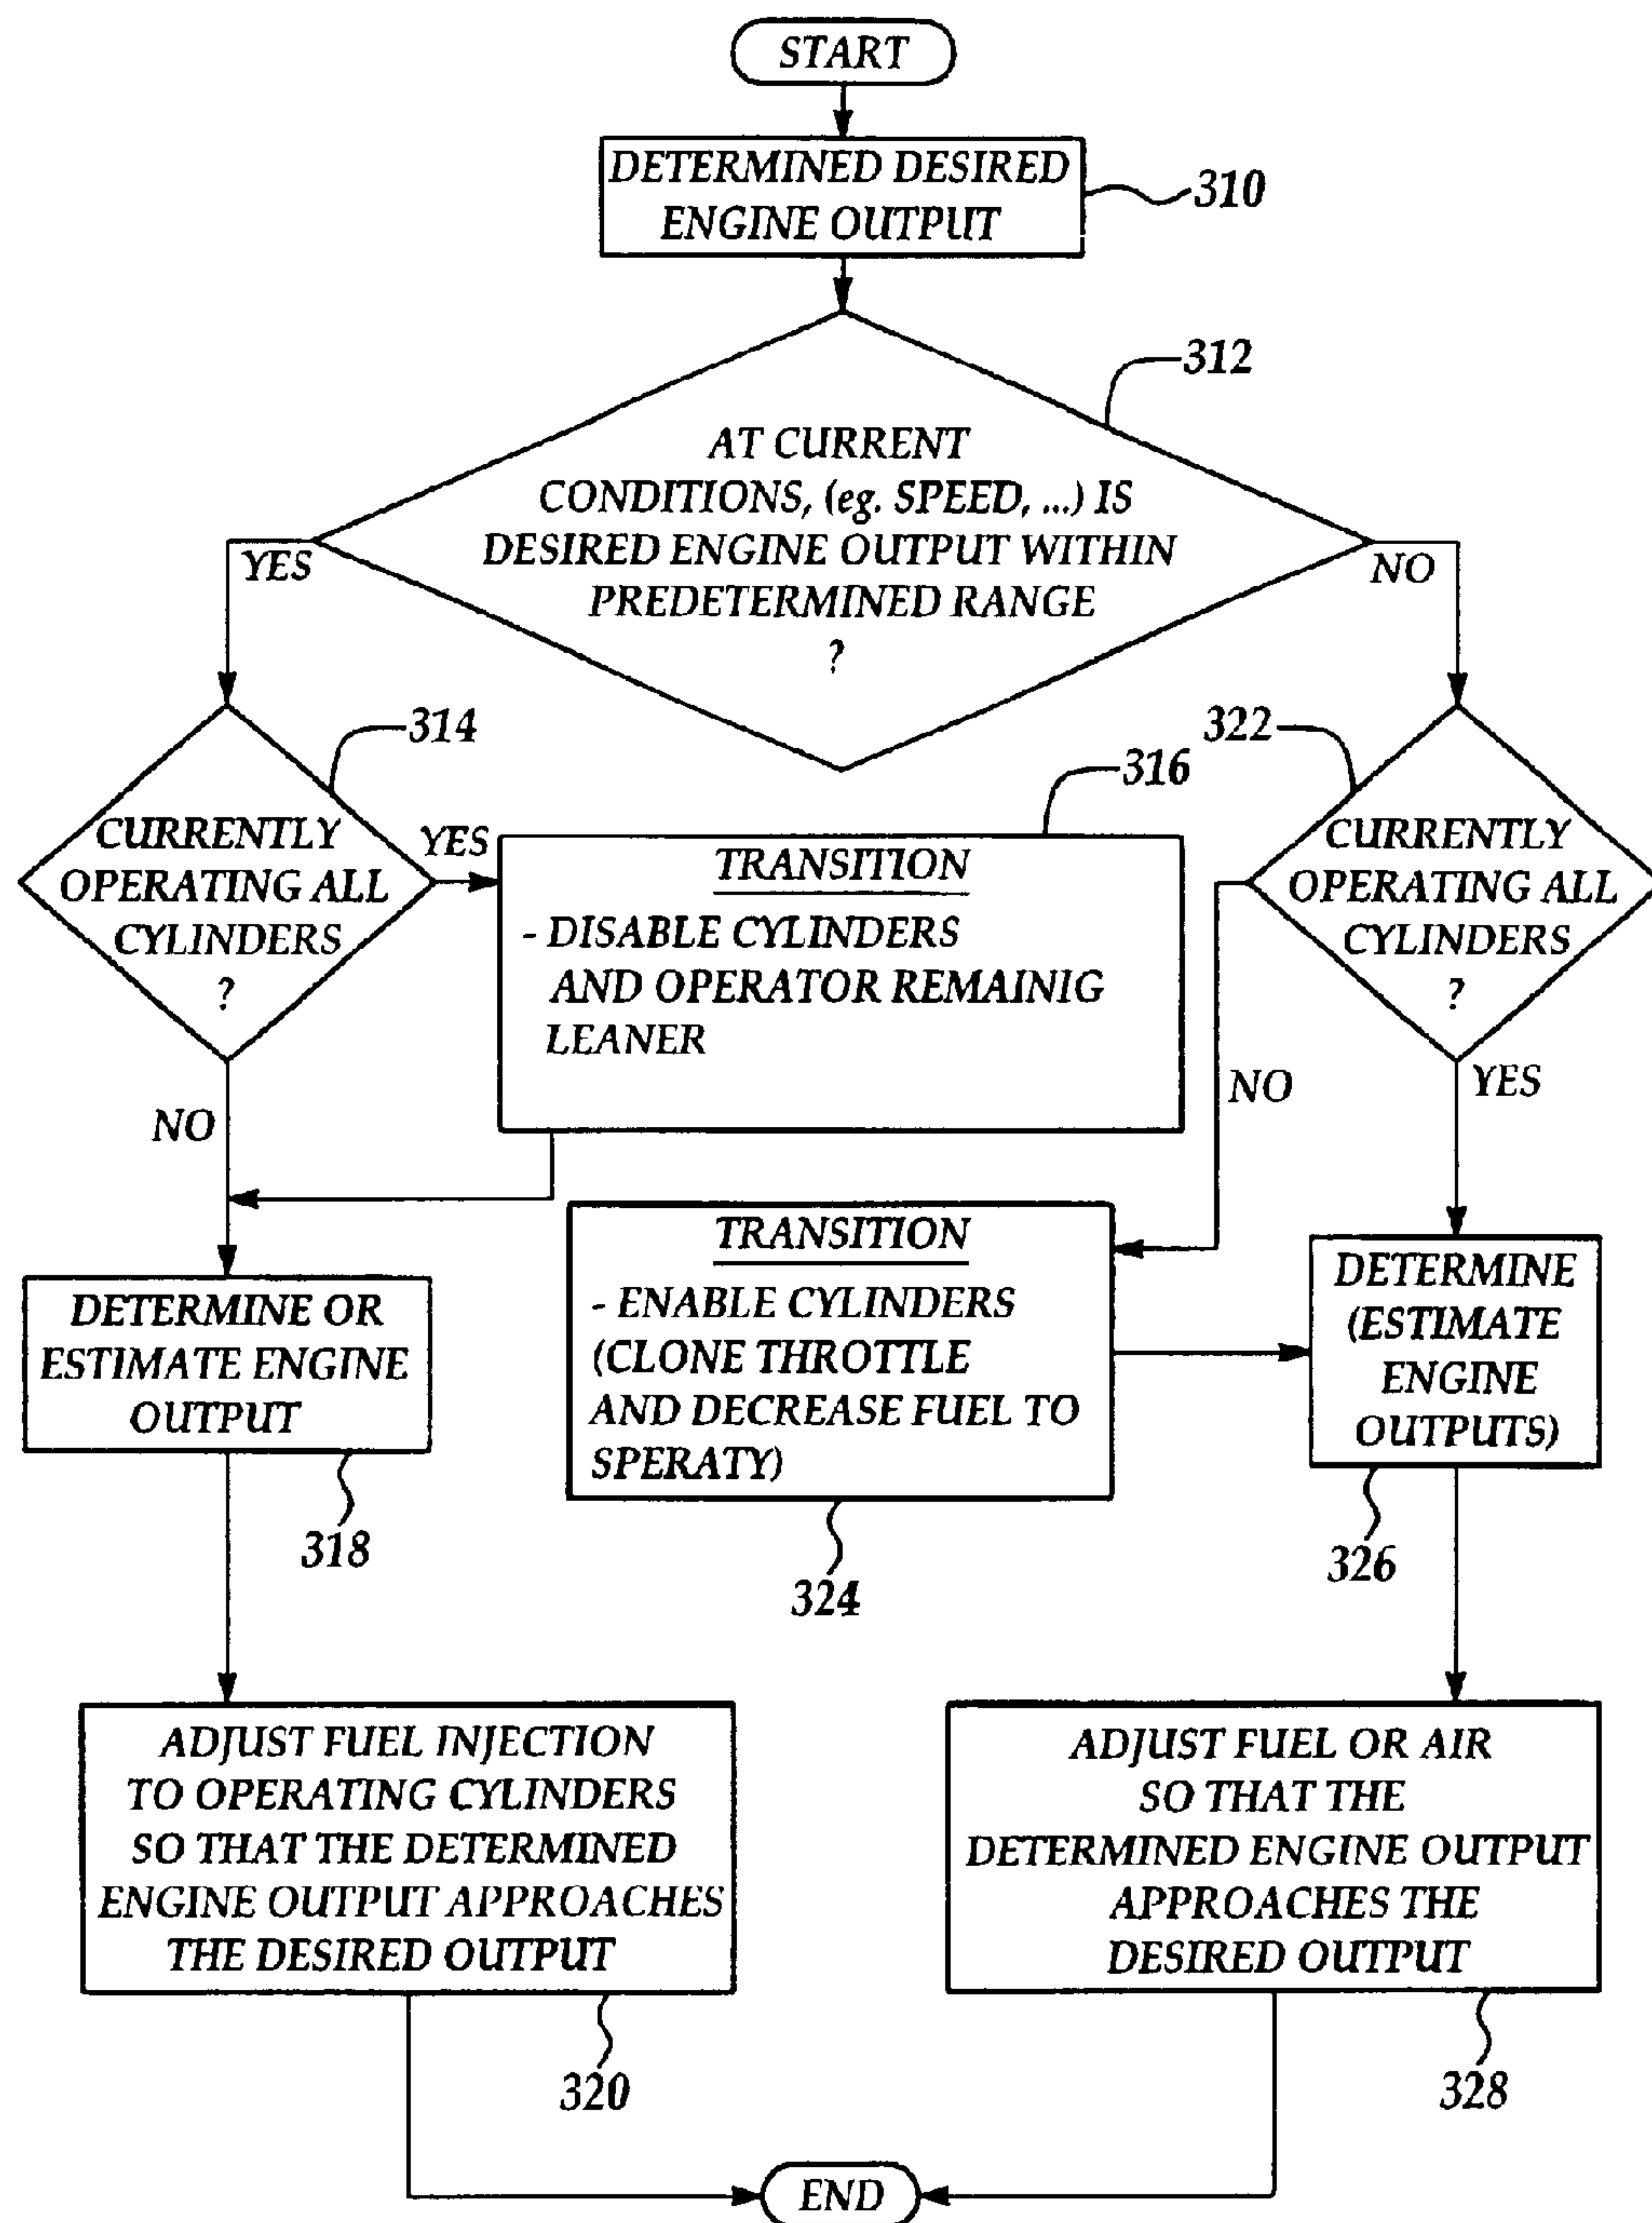 START
DETERMINED DESIRED
ENGINE OUTPUT
310
312
AT CURRENT
CONDITIONS, (eg. SPEED, ...) IS
DESIRED ENGINE OUTPUT WITHIN
PREDETERMINED RANGE
?
YES
NO
314
CURRENTLY
OPERATING ALL
CYLINDERS
?
YES
NO
316
TRANSITION
- DISABLE CYLINDERS
AND OPERATOR REMAINIG
LEANER
322
CURRENTLY
OPERATING ALL
CYLINDERS
?
NO
YES
TRANSITION
- ENABLE CYLINDERS
(CLONE THROTTLE
AND DECREASE FUEL TO
SPERATY)
324
DETERMINE OR
ESTIMATE ENGINE
OUTPUT
318
DETERMINE
(ESTIMATE
ENGINE
OUTPUTS)
326
ADJUST FUEL INJECTION
TO OPERATING CYLINDERS
SO THAT THE DETERMINED
ENGINE OUTPUT APPROACHES
THE DESIRED OUTPUT
320
ADJUST FUEL OR AIR
SO THAT THE
DETERMINED ENGINE OUTPUT
APPROACHES THE
DESIRED OUTPUT
328
END